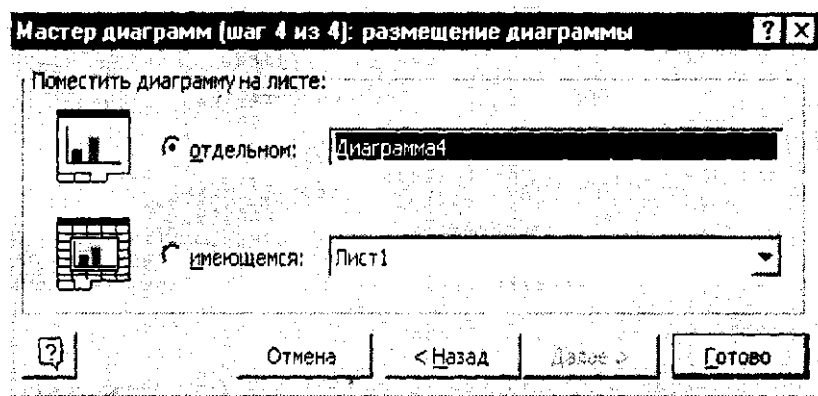 Мастер диаграмм (шаг 4 из 4): размещение диаграммы
Поместить диаграмму на листе:
отдельном: Диаграмма4
имеющемся: Лист1
Отмена < Назад Далее > Готово